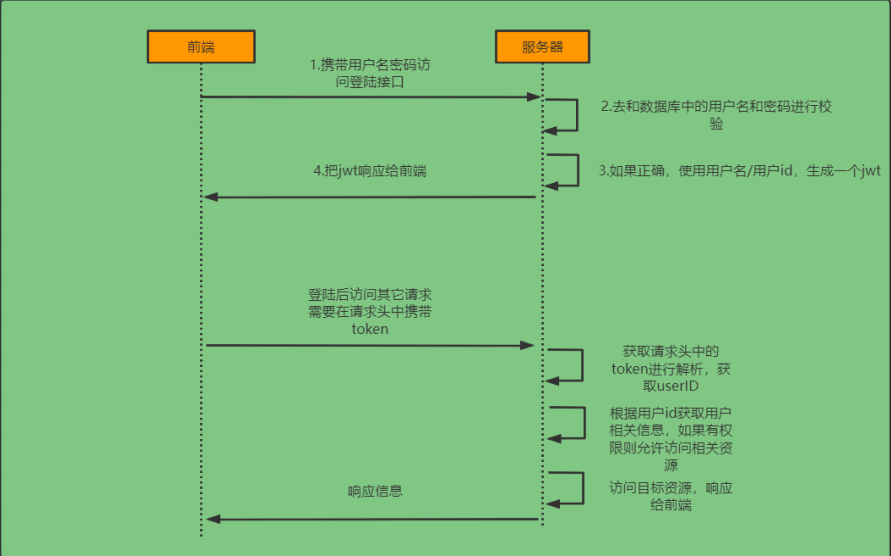 前端
服务器
1.携带用户名密码访
问登陆接口
2.去和数据库中的用户名和密码进行校
验
3.如果正确，使用用户名/用户id，生成一个jwt
4.把jwt响应给前端
登陆后访问其它请求
需要在请求头中携带
token
获取请求头中的
token进行解析，获
取userID
根据用户id获取用户
相关信息，如果有权
限则允许访问相关资
源
访问目标资源，响应
给前端
响应信息